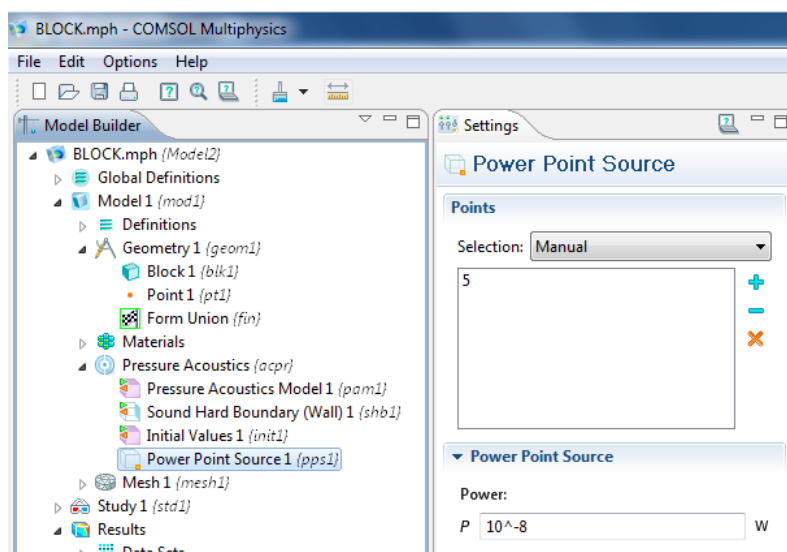 BLOCK.mph - COMSOL Multiphysics
File Edit Options Help
Model Builder
BLOCK.mph {Model2}
Global Definitions
Model 1 {mod1}
Definitions
Geometry 1 {geom1}
Block 1 {blk1}
Point 1 {pt1}
Form Union {fin}
Materials
Pressure Acoustics {acpr}
Pressure Acoustics Model 1 {pam1}
Sound Hard Boundary (Wall) 1 {shb1}
Initial Values 1 {init1}
Power Point Source 1 {pps1}
Mesh 1 {mesh1}
Study 1 {std1}
Results
Data Sets
Settings
Power Point Source
Points
Selection: Manual
5
Power Point Source
Power:
P 10^-8 W